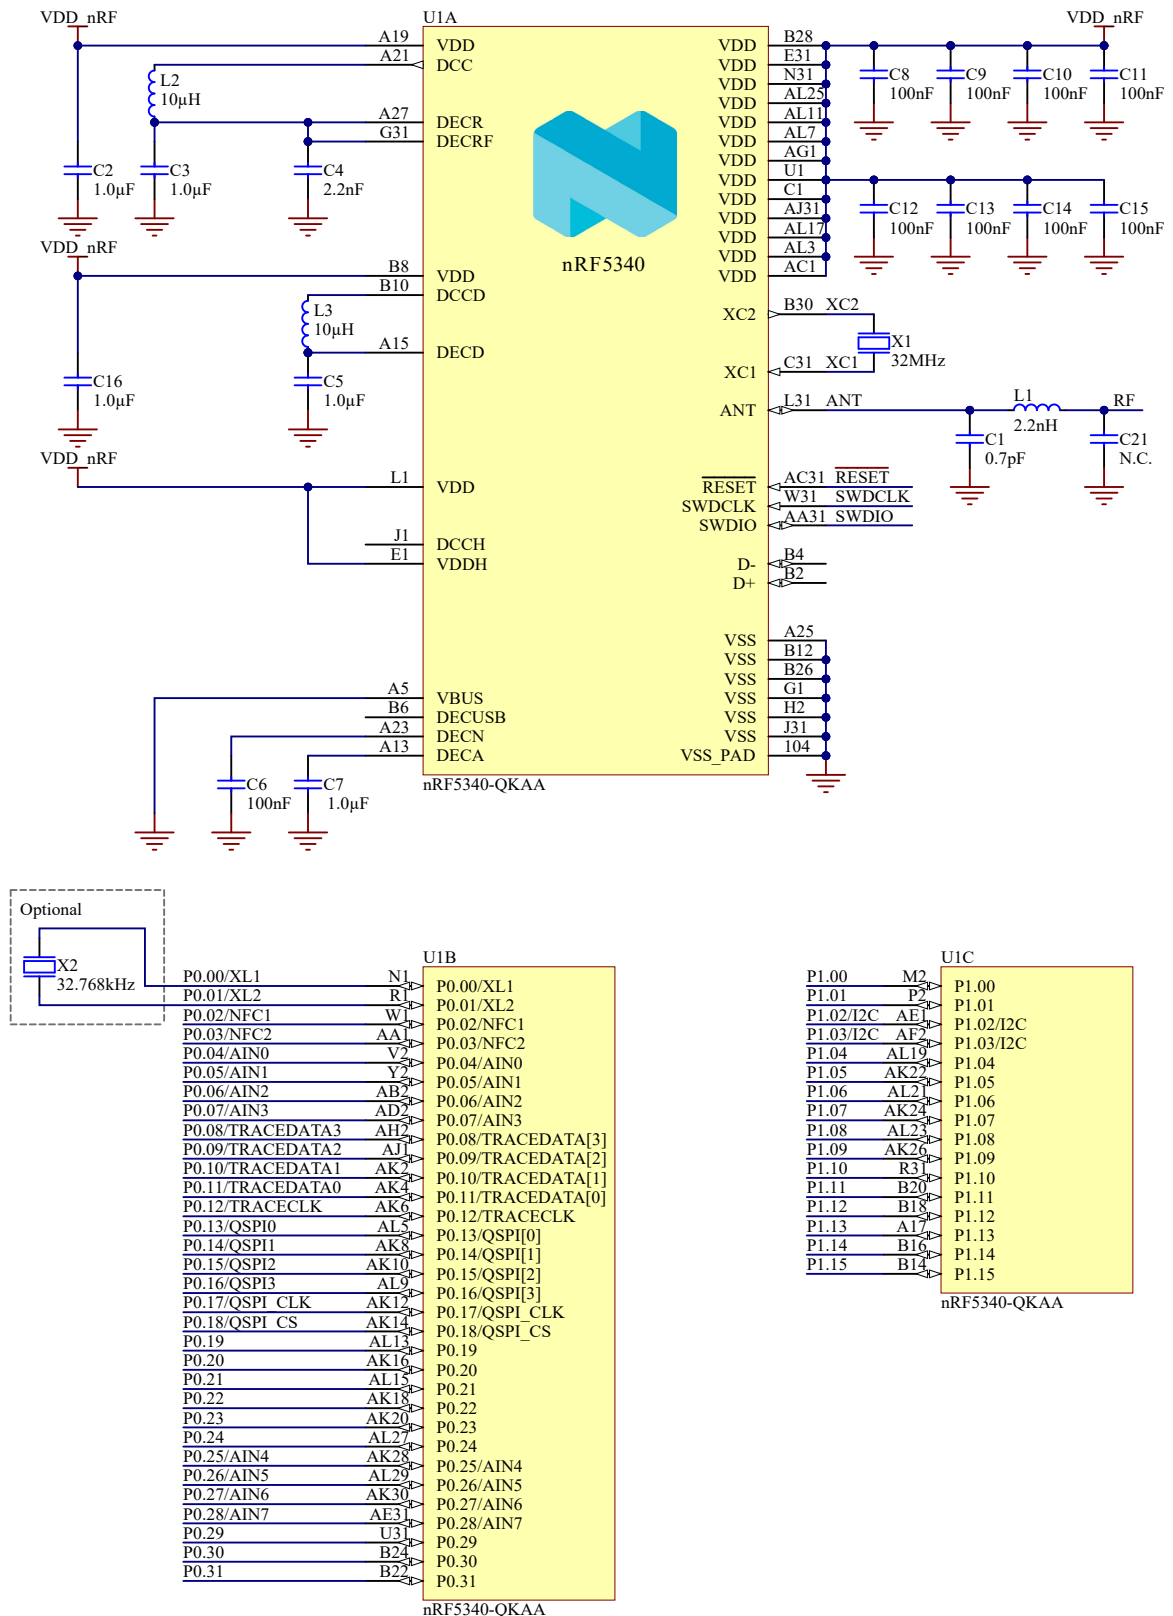 VDD_nRF
A19 VDD
A21 DCC
L2
10µH
A27 DECR
G31 DECRF
C2
1.0µF
C3
1.0µF
C4
2.2nF
VDD_nRF
B8 VDD
B10 DCCD
L3
10µH
A15 DECD
C16
1.0µF
C5
1.0µF
VDD_nRF
L1 VDD
J1 DCCH
E1 VDDH
A5 VBUS
B6 DECUSB
A23 DECN
A13 DECA
C6
100nF
C7
1.0µF
U1A
nRF5340
nRF5340-QKAA
VDD_nRF
VDD B28
VDD E31
VDD N31
VDD AL25
VDD AL11
VDD AL7
VDD AG1
VDD U1
VDD C1
VDD AJ31
VDD AL17
VDD AL3
VDD AC1
C8
100nF
C9
100nF
C10
100nF
C11
100nF
C12
100nF
C13
100nF
C14
100nF
C15
100nF
XC2 B30 XC2
X1
32MHz
XC1 C31 XC1
ANT L31 ANT
L1
2.2nH
RF
C1
0.7pF
C21
N.C.
RESET AC31 RESET
SWDCLK W31 SWDCLK
SWDIO AA31 SWDIO
D- B4
D+ B2
VSS A25
VSS B12
VSS B26
VSS G1
VSS H2
VSS J31
VSS_PAD 104
Optional
X2
32.768kHz
U1B
P0.00/XL1 N1 P0.00/XL1
P0.01/XL2 R1 P0.01/XL2
P0.02/NFC1 W1 P0.02/NFC1
P0.03/NFC2 AA1 P0.03/NFC2
P0.04/AIN0 V2 P0.04/AIN0
P0.05/AIN1 Y2 P0.05/AIN1
P0.06/AIN2 AB2 P0.06/AIN2
P0.07/AIN3 AD2 P0.07/AIN3
P0.08/TRACEDATA3 AH2 P0.08/TRACEDATA[3]
P0.09/TRACEDATA2 AJ1 P0.09/TRACEDATA[2]
P0.10/TRACEDATA1 AK2 P0.10/TRACEDATA[1]
P0.11/TRACEDATA0 AK4 P0.11/TRACEDATA[0]
P0.12/TRACECLK AK6 P0.12/TRACECLK
P0.13/QSPI0 AL5 P0.13/QSPI[0]
P0.14/QSPI1 AK8 P0.14/QSPI[1]
P0.15/QSPI2 AK10 P0.15/QSPI[2]
P0.16/QSPI3 AL9 P0.16/QSPI[3]
P0.17/QSPI_CLK AK12 P0.17/QSPI_CLK
P0.18/QSPI_CS AK14 P0.18/QSPI_CS
P0.19 AL13 P0.19
P0.20 AK16 P0.20
P0.21 AL15 P0.21
P0.22 AK18 P0.22
P0.23 AK20 P0.23
P0.24 AL27 P0.24
P0.25/AIN4 AK28 P0.25/AIN4
P0.26/AIN5 AL29 P0.26/AIN5
P0.27/AIN6 AK30 P0.27/AIN6
P0.28/AIN7 AE31 P0.28/AIN7
P0.29 U31 P0.29
P0.30 B24 P0.30
P0.31 B22 P0.31
nRF5340-QKAA
U1C
P1.00 M2 P1.00
P1.01 P2 P1.01
P1.02/I2C AE1 P1.02/I2C
P1.03/I2C AF2 P1.03/I2C
P1.04 AL19 P1.04
P1.05 AK22 P1.05
P1.06 AL21 P1.06
P1.07 AK24 P1.07
P1.08 AL23 P1.08
P1.09 AK26 P1.09
P1.10 R31 P1.10
P1.11 B20 P1.11
P1.12 B18 P1.12
P1.13 A17 P1.13
P1.14 B16 P1.14
P1.15 B14 P1.15
nRF5340-QKAA